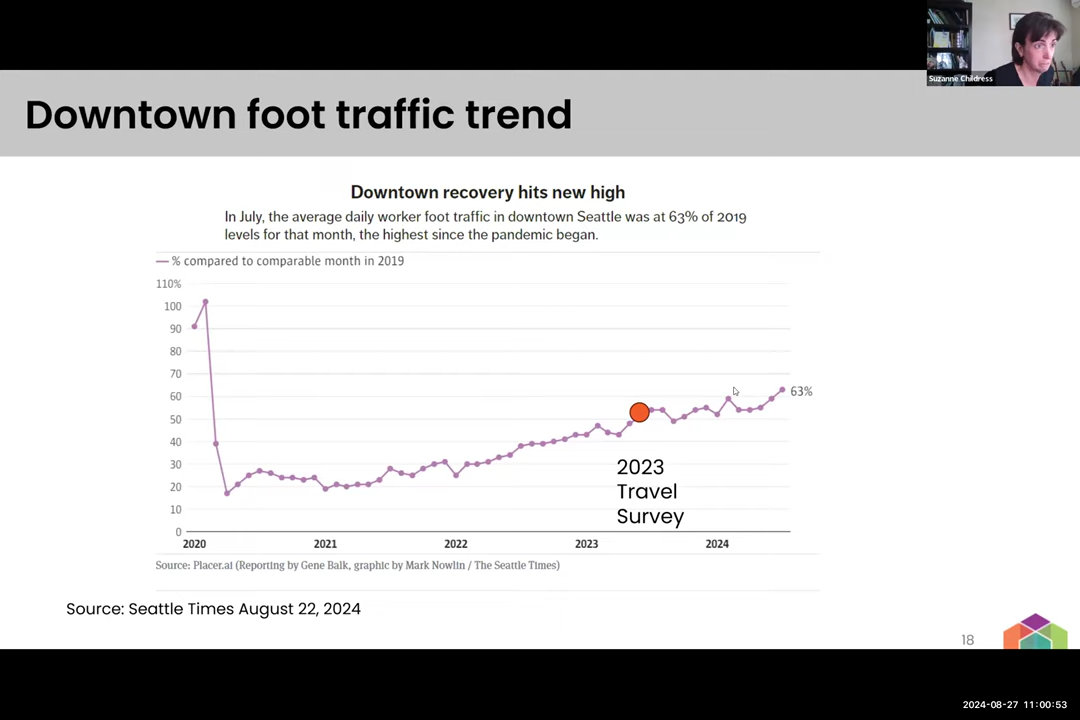 Suzanne Childress
Downtown foot traffic trend
Downtown recovery hits new high
In July, the average daily worker foot traffic in downtown Seattle was at 63% of 2019
levels for that month, the highest since the pandemic began.
% compared to comparable month in 2019
110%
100
90
80
70
60
50
40
30
20
10
0
63%
2023
Travel
Survey
2020 2021 2022 2023 2024
Source: Placer.ai (Reporting by Gene Balk, graphic by Mark Nowlin / The Seattle Times)
Source: Seattle Times August 22, 2024
18
2024-08-27 11:00:53